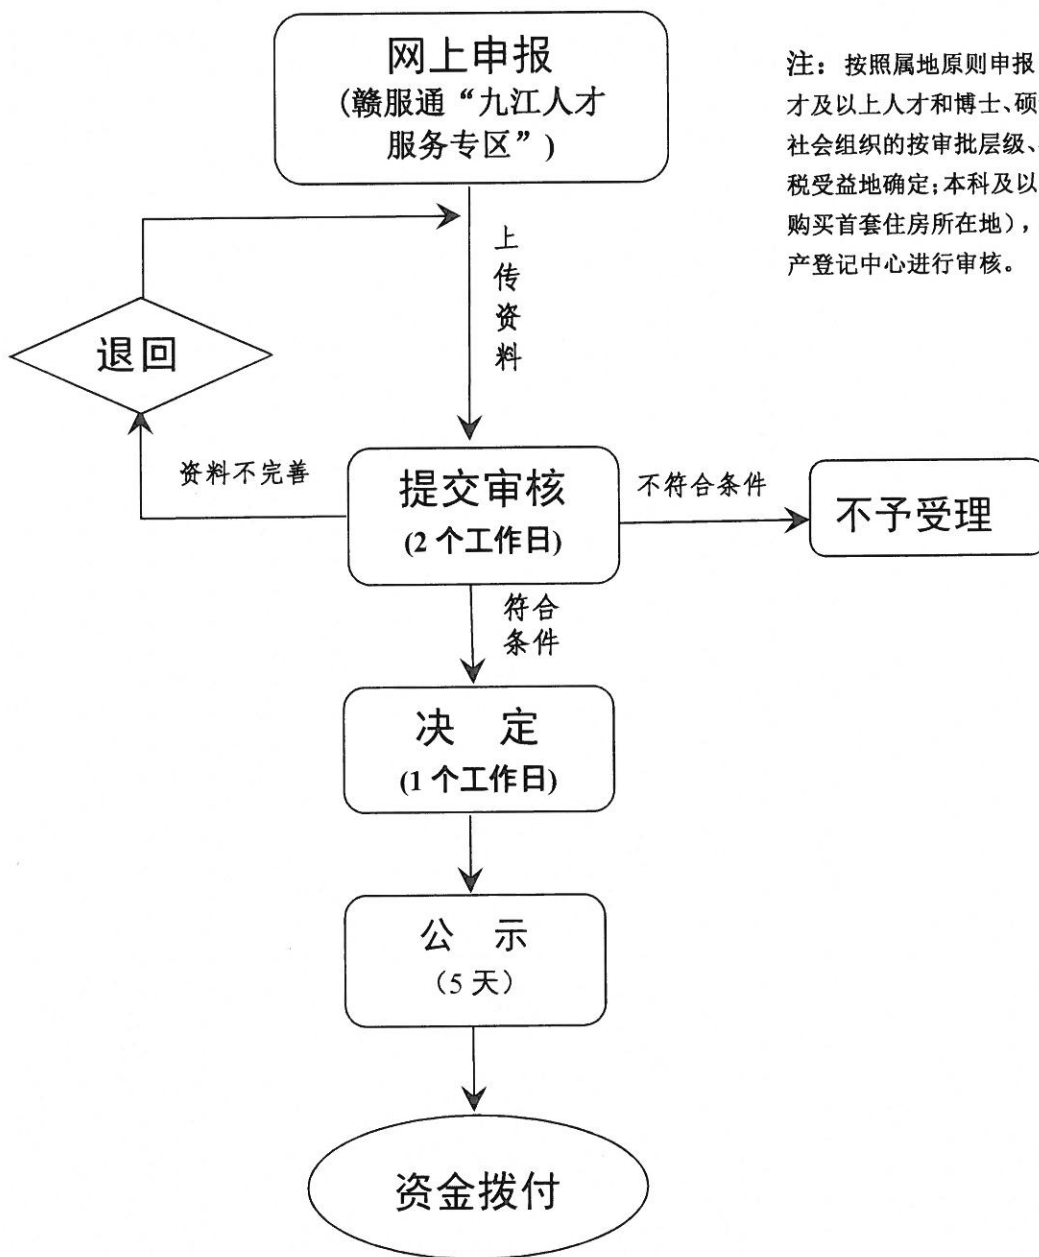 网上申报
(赣服通“九江人才
服务专区”)
注：按照属地原则申报
才及以上人才和博士、硕
社会组织的按审批层级、
税受益地确定;本科及以
购买首套住房所在地），
产登记中心进行审核。
上
传
资
料
退回
资料不完善
提交审核
(2 个工作日)
不符合条件
不予受理
符合
条件
决 定
(1 个工作日)
公 示
（5 天）
资金拨付